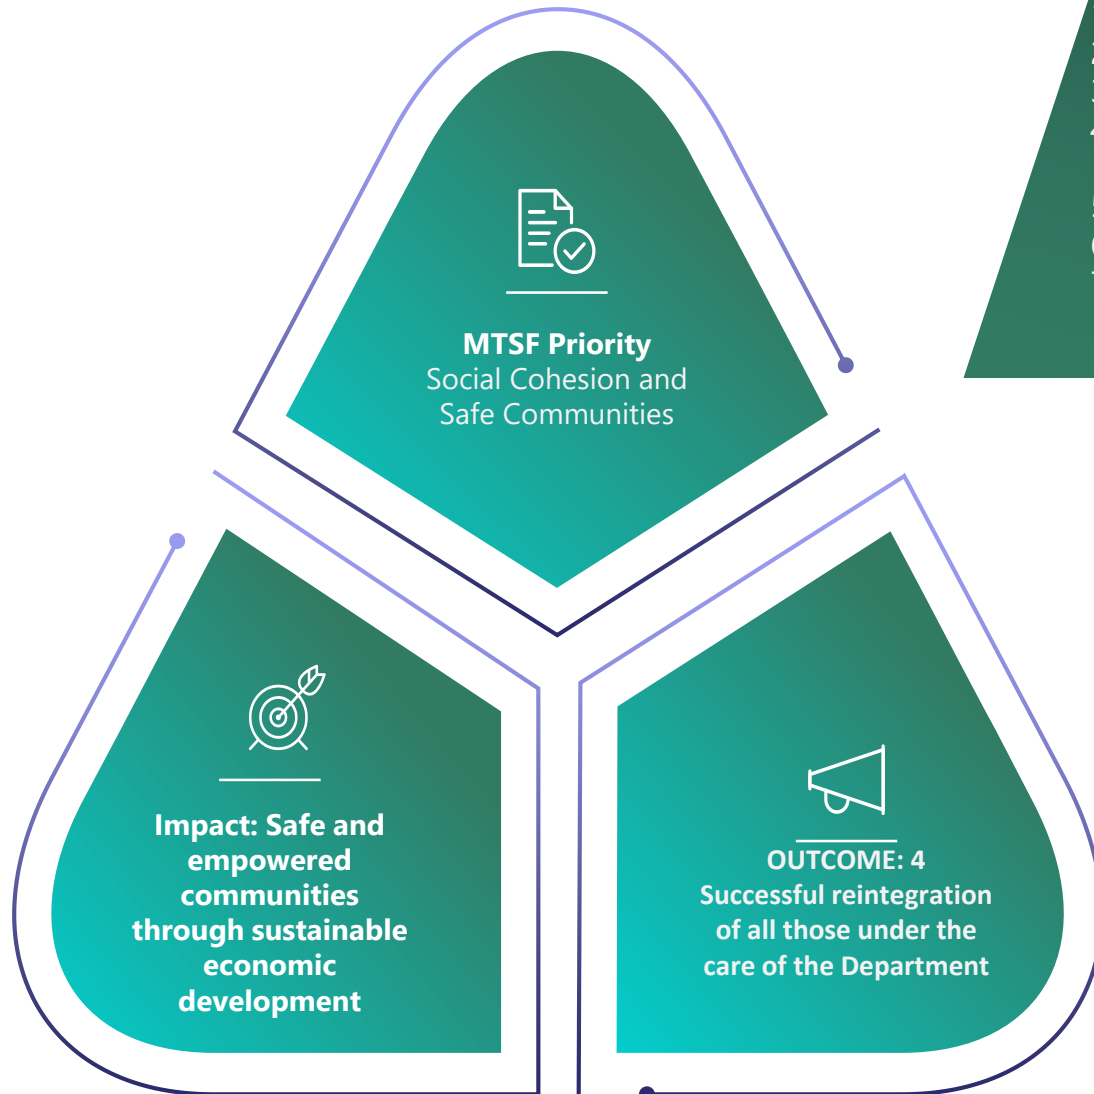 MTSF Priority
Social Cohesion and
Safe Communities
Impact: Safe and
empowered
communities
through sustainable
economic
development
OUTCOME: 4
Successful reintegration
of all those under the
care of the Department